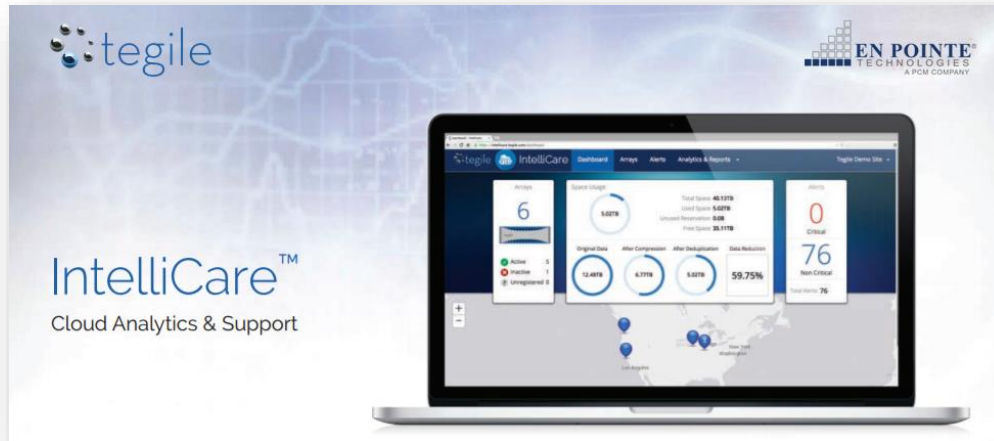 tegile
EN POINTE®
TECHNOLOGIES
A PCM COMPANY
tegile IntelliCare Dashboard Arrays Alerts Analytics & Reports Tegile Demo Site
Arrays
6
Active 5
Inactive 1
Unregistered 0
Space Usage
5.02TB
Total Space 40.13TB
Used Space 5.02TB
Unused Reservation 0.0B
Free Space 35.11TB
Original Data After Compression After Deduplication Data Reduction
12.49TB 6.77TB 5.02TB 59.75%
Alerts
0
Critical
76
Non Critical
Total Alerts 76
+
−
New York
Washington
Los Angeles
IntelliCare™
Cloud Analytics & Support